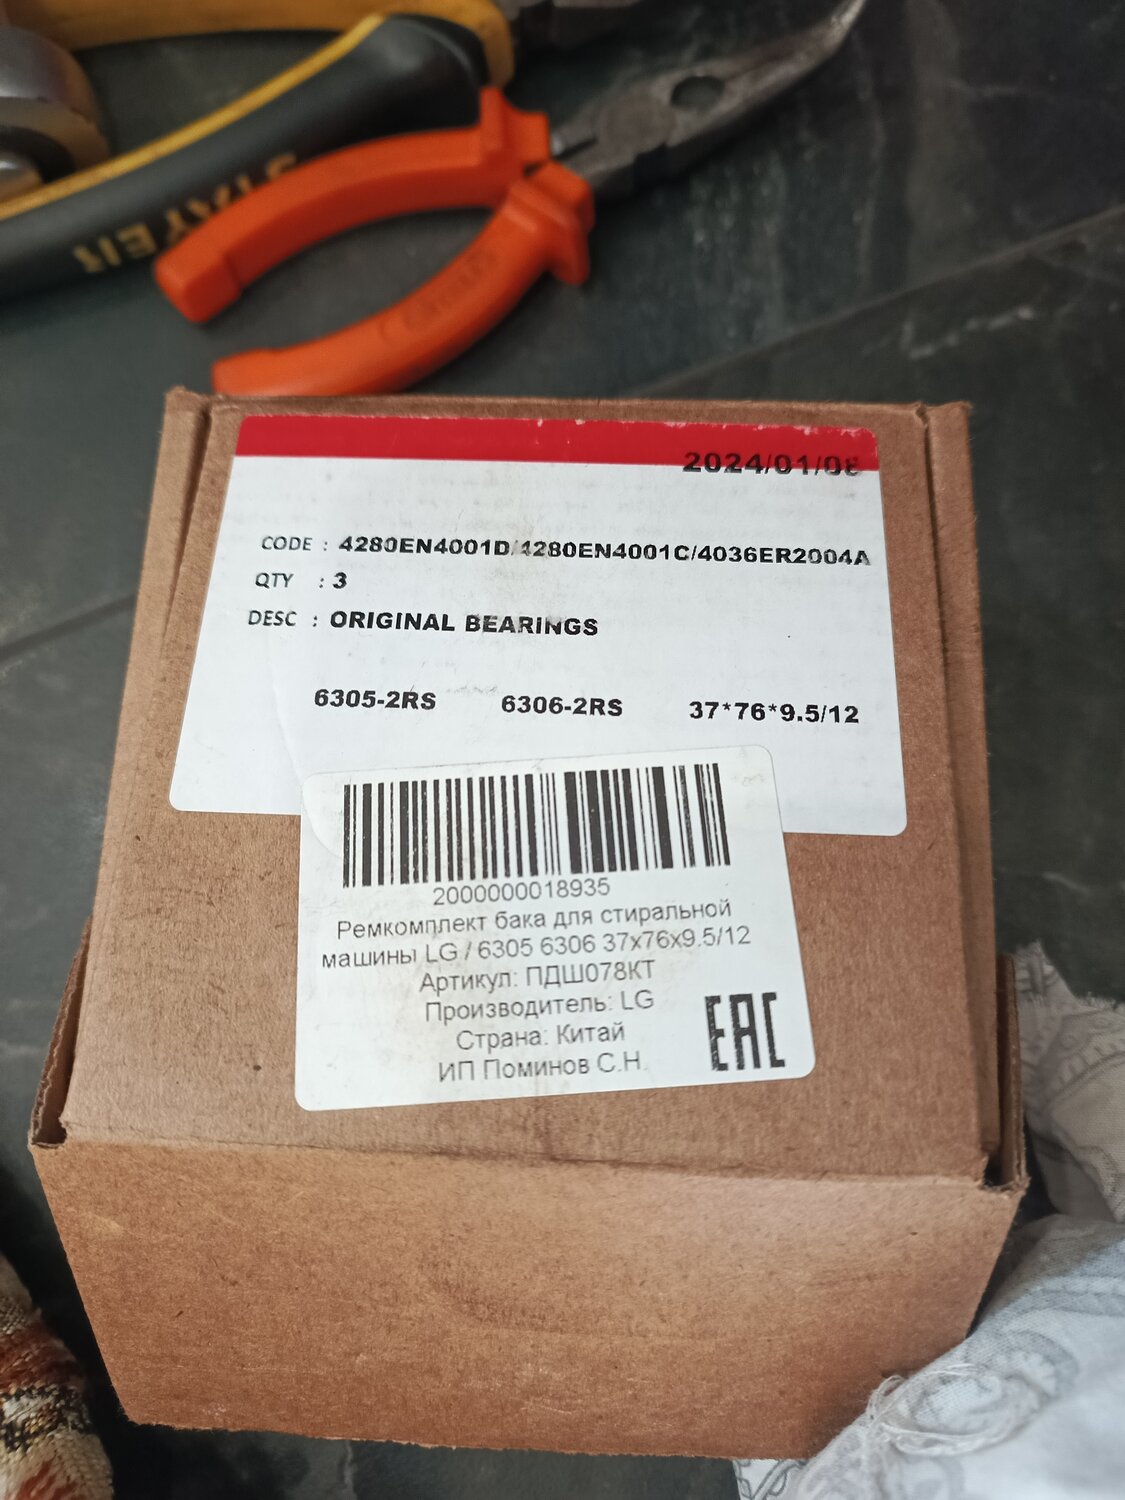 STAYER
2024/01/08
CODE : 4280EN4001D/4280EN4001C/4036ER2004A
QTY : 3
DESC : ORIGINAL BEARINGS
6305-2RS 6306-2RS 37*76*9.5/12
2000000018935
Ремкомплект бака для стиральной
машины LG / 6305 6306 37x76x9.5/12
Артикул: ПДШ078КТ
Производитель: LG
Страна: Китай
ИП Поминов С.Н.
EAC